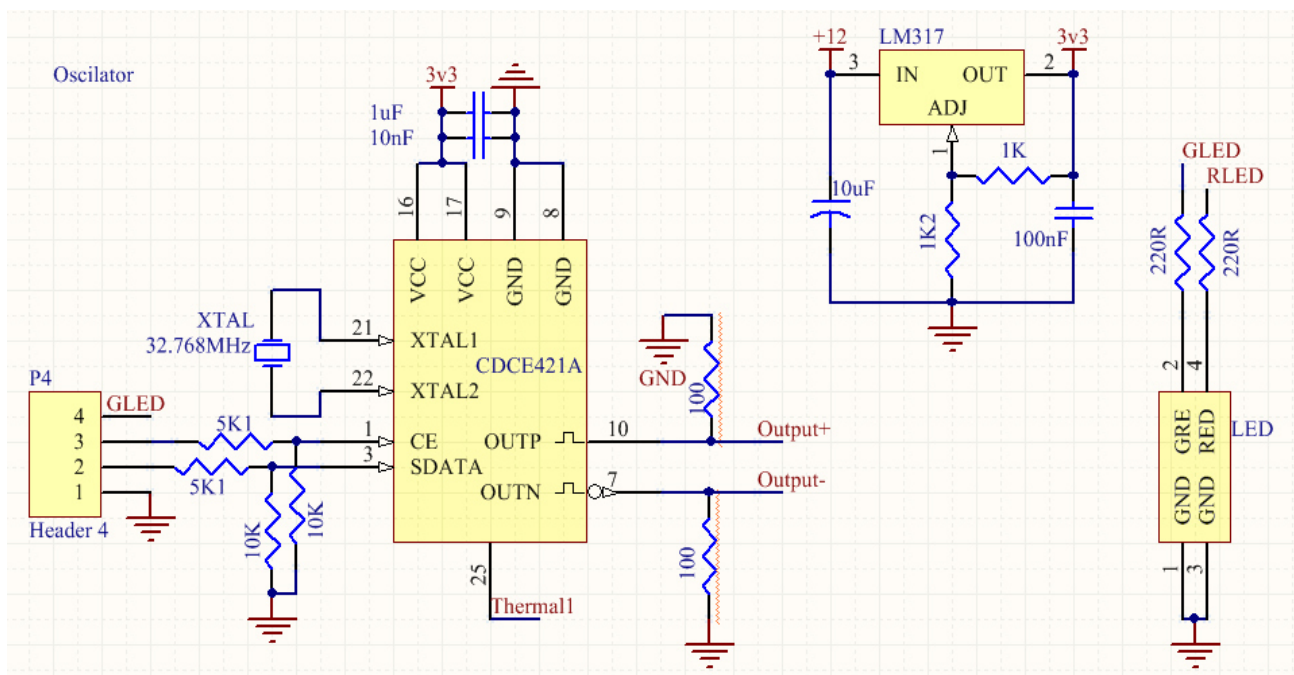 Oscilator
3v3
1uF
10nF
16
17
9
8
VCC
VCC
GND
GND
XTAL
32.768MHz
21
XTAL1
22
XTAL2
CDCE421A
P4
4
GLED
3
5K1
1
CE
OUTP
10
Output+
2
5K1
3
SDATA
1
OUTN
7
Output-
Header 4
10K
10K
25
Thermal1
GND
100
100
+12
LM317
3v3
3
IN
OUT
2
ADJ
1
1K
10uF
1K2
100nF
GLED
RLED
220R
220R
2
4
GRE
RED
LED
GND
GND
1
3